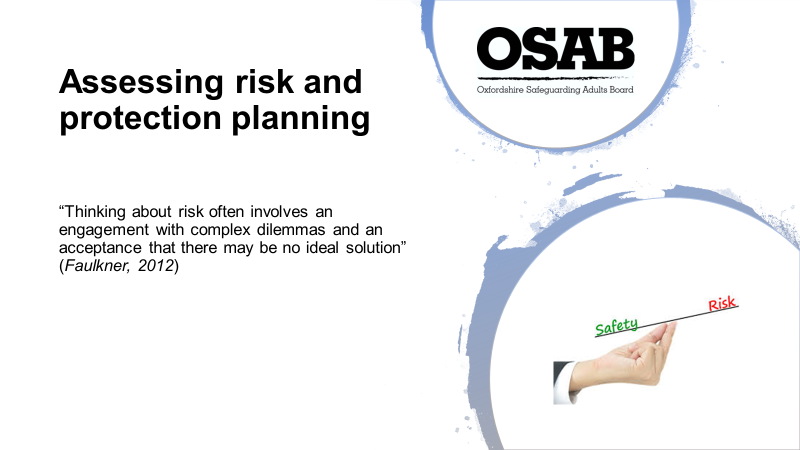 Assessing risk and
protection planning
OSAB
Oxfordshire Safeguarding Adults Board
“Thinking about risk often involves an
engagement with complex dilemmas and an
acceptance that there may be no ideal solution”
(Faulkner, 2012)
Safety
Risk